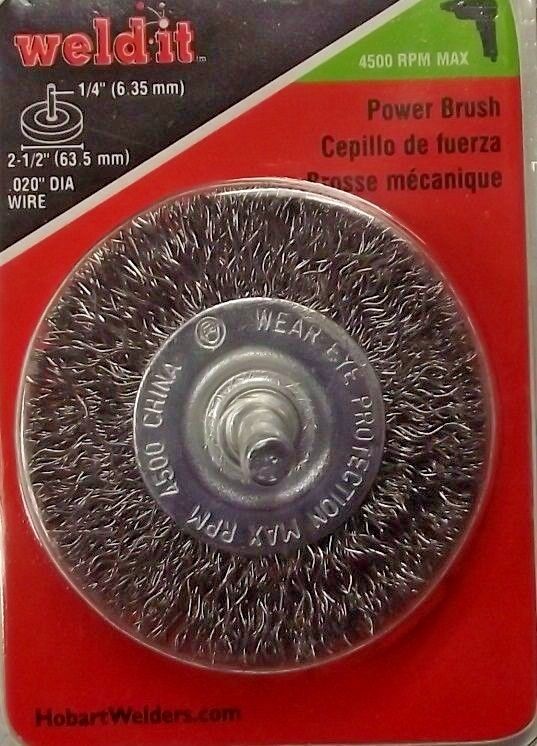 weld·it™
4500 RPM MAX
1/4" (6.35 mm)
2-1/2" (63.5 mm)
.020" DIA
WIRE
Power Brush
Cepillo de fuerza
Brosse mécanique
WEAR EYE PROTECTION MAX RPM 4500 CHINA
HobartWelders.com